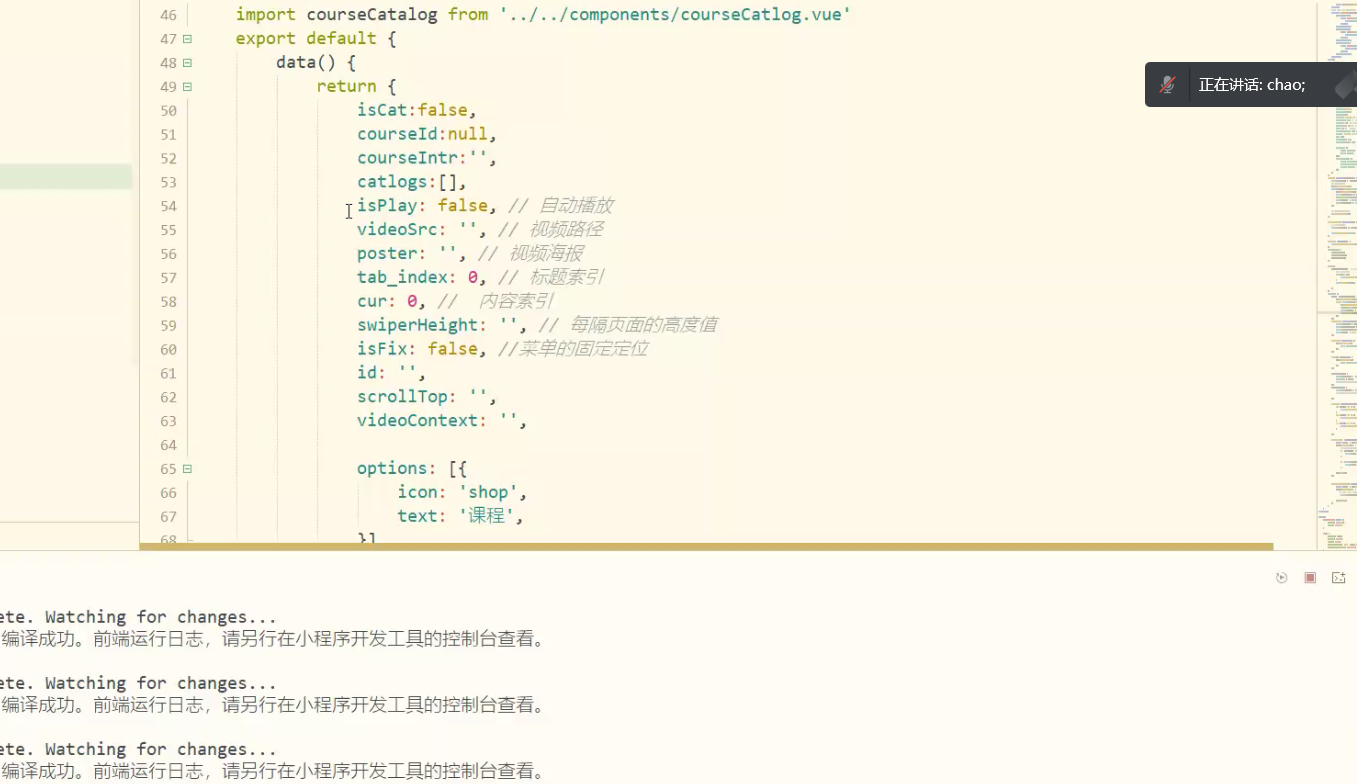 46 import courseCatalog from '../../components/courseCatlog.vue'
47 export default {
48 data() {
49 return {
50 isCat:false,
51 courseId:null,
52 courseIntr:'',
53 catlogs:[],
54 isPlay: false, // 自动播放
55 videoSrc: '', // 视频路径
56 poster: '', // 视频海报
57 tab_index: 0, // 标题索引
58 cur: 0, // 内容索引
59 swiperHeight: '', // 每隔页面的高度值
60 isFix: false, //菜单的固定定位
61 id: '',
62 scrollTop: '',
63 videoContext: '',
64
65 options: [{
66 icon: 'shop',
67 text: '课程',
68 }]
正在讲话: chao;
ete. Watching for changes...
编译成功。前端运行日志，请另行在小程序开发工具的控制台查看。
ete. Watching for changes...
编译成功。前端运行日志，请另行在小程序开发工具的控制台查看。
ete. Watching for changes...
编译成功。前端运行日志，请另行在小程序开发工具的控制台查看。